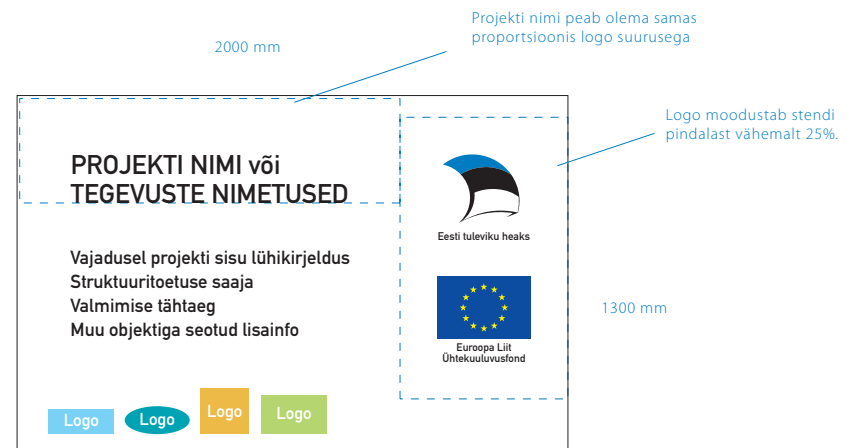 Projekti nimi peab olema samas
proportsioonis logo suurusega
2000 mm
Logo moodustab stendi
pindalast vähemalt 25%.
PROJEKTI NIMI või
TEGEVUSTE NIMETUSED
Eesti tuleviku heaks
Vajadusel projekti sisu lühikirjeldus
Struktuuritoetuse saaja
Valmimise tähtaeg
Muu objektiga seotud lisainfo
1300 mm
Euroopa Liit
Ühtekuuluvusfond
Logo
Logo
Logo
Logo